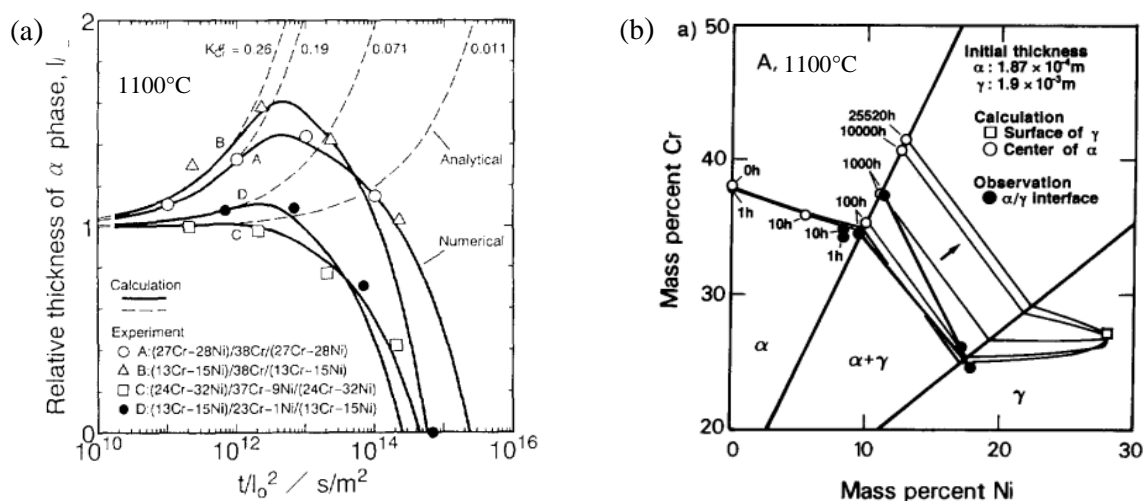 (a)
2
K_Cr^α = 0.26
0.19
0.071
0.011
1100°C
B
A
Analytical
1
D
C
Numerical
Calculation
Experiment
A:(27Cr-28Ni)/38Cr/(27Cr-28Ni)
B:(13Cr-15Ni)/38Cr/(13Cr-15Ni)
C:(24Cr-32Ni)/37Cr-9Ni/(24Cr-32Ni)
D:(13Cr-15Ni)/23Cr-1Ni/(13Cr-15Ni)
0
10¹⁰ 10¹² 10¹⁴ 10¹⁶
t/l₀² / s/m²
Relative thickness of α phase,
(b)
a)
50
A, 1100°C
Initial thickness
α : 1.87 × 10⁻⁴m
γ : 1.9 × 10⁻³m
Calculation
Surface of γ
Center of α
Observation
α/γ interface
25520h
10000h
40
1000h
0h
100h
1h
10h
10h
1h
30
α
α+γ
γ
20
0 10 20 30
Mass percent Ni
Mass percent Cr